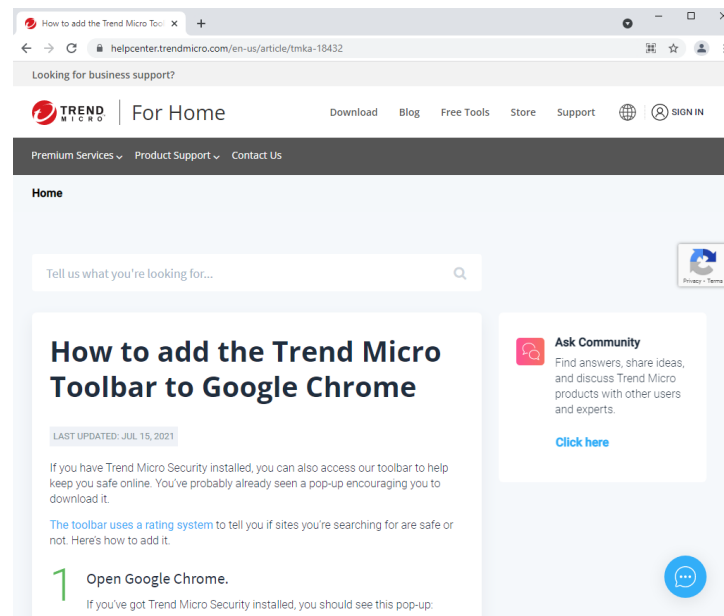 How to add the Trend Micro Tool
helpcenter.trendmicro.com/en-us/article/tmka-18432
Looking for business support?
TREND MICRO
For Home
Download Blog Free Tools Store Support SIGN IN
Premium Services Product Support Contact Us
Home
Tell us what you're looking for...
Privacy - Terms
How to add the Trend Micro
Toolbar to Google Chrome
LAST UPDATED: JUL 15, 2021
If you have Trend Micro Security installed, you can also access our toolbar to help
keep you safe online. You've probably already seen a pop-up encouraging you to
download it.
The toolbar uses a rating system to tell you if sites you're searching for are safe or
not. Here's how to add it.
1 Open Google Chrome.
If you've got Trend Micro Security installed, you should see this pop-up:
Ask Community
Find answers, share ideas,
and discuss Trend Micro
products with other users
and experts.
Click here